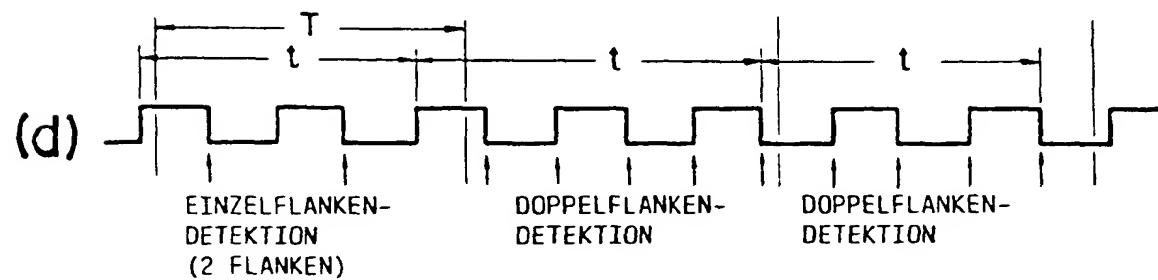 T
t t t
(d)
EINZELFLANKEN- DOPPELFLANKEN- DOPPELFLANKEN-
DETEKTION DETEKTION DETEKTION
(2 FLANKEN)